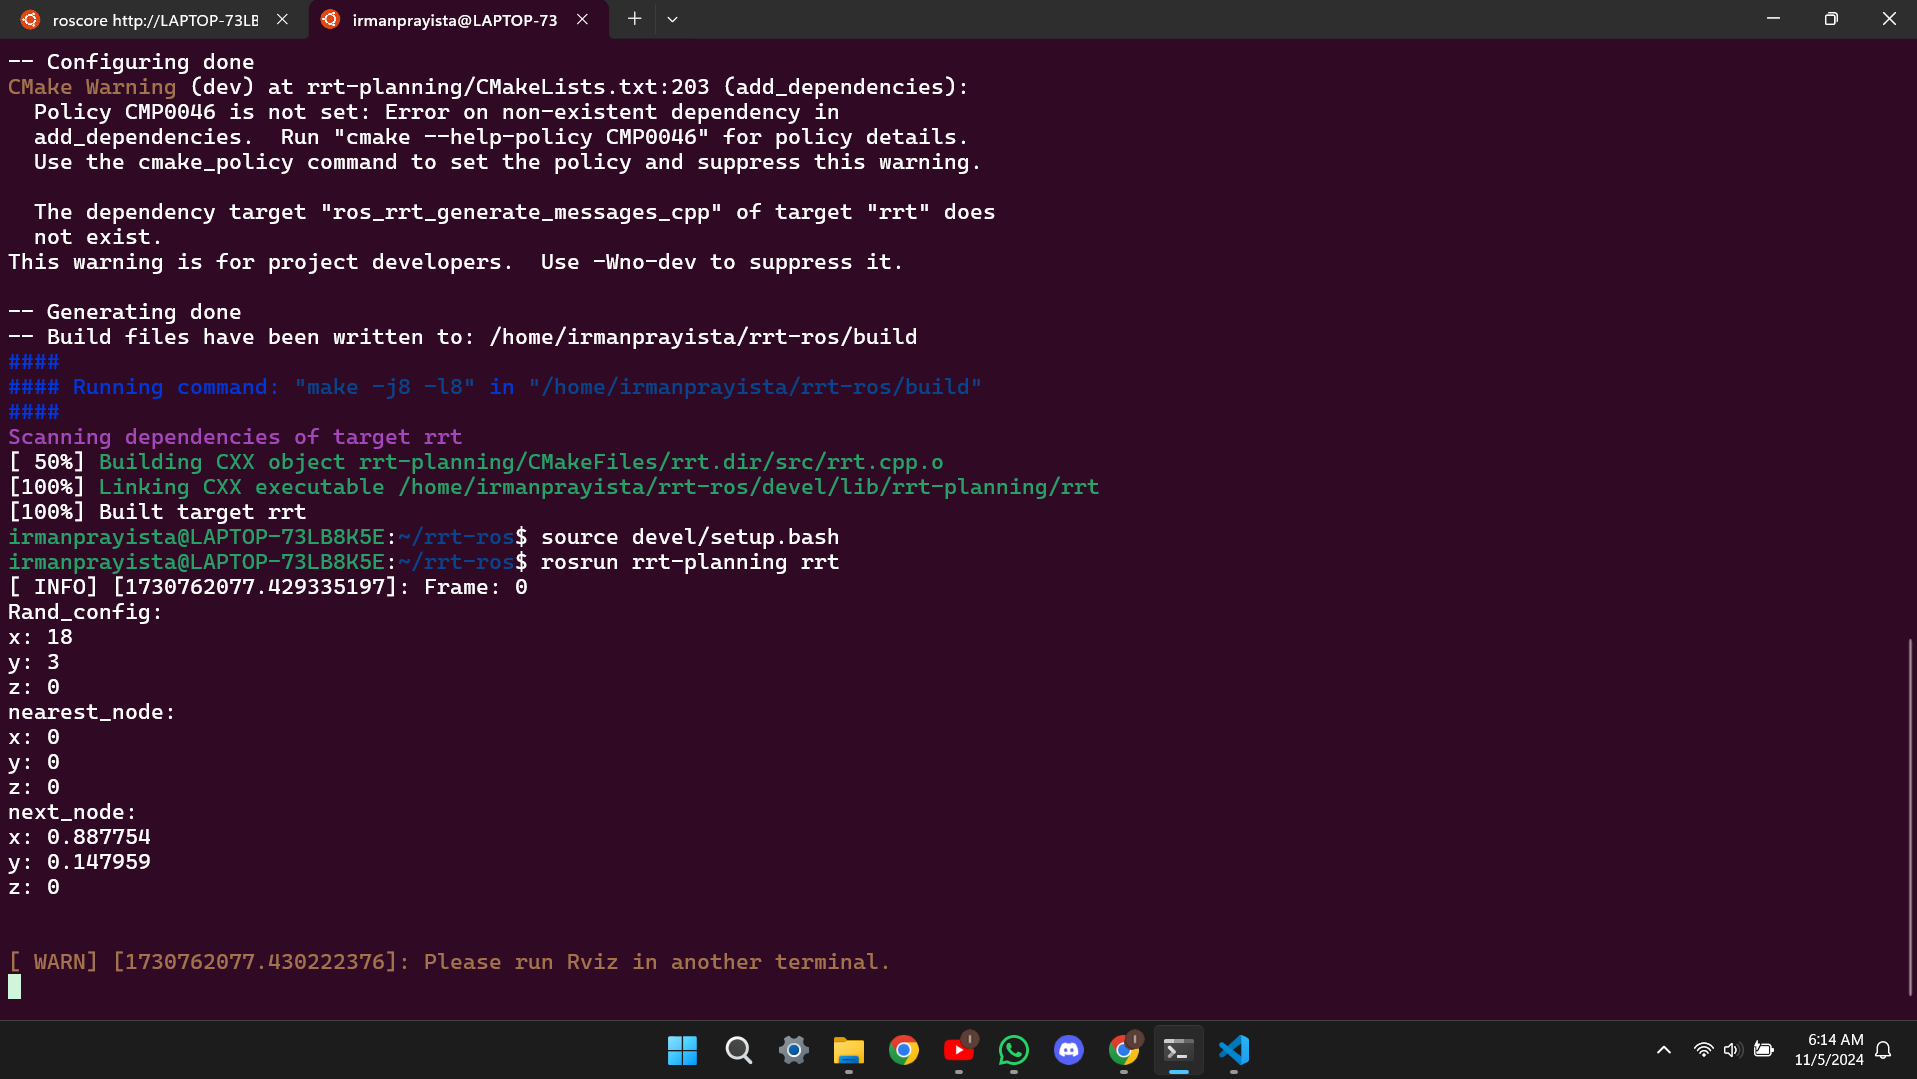 roscore http://LAPTOP-73LB
irmanprayista@LAPTOP-73
-- Configuring done
CMake Warning (dev) at rrt-planning/CMakeLists.txt:203 (add_dependencies):
Policy CMP0046 is not set: Error on non-existent dependency in
add_dependencies.  Run "cmake --help-policy CMP0046" for policy details.
Use the cmake_policy command to set the policy and suppress this warning.
The dependency target "ros_rrt_generate_messages_cpp" of target "rrt" does
not exist.
This warning is for project developers.  Use -Wno-dev to suppress it.
-- Generating done
-- Build files have been written to: /home/irmanprayista/rrt-ros/build
####
#### Running command: "make -j8 -l8" in "/home/irmanprayista/rrt-ros/build"
####
Scanning dependencies of target rrt
[ 50%] Building CXX object rrt-planning/CMakeFiles/rrt.dir/src/rrt.cpp.o
[100%] Linking CXX executable /home/irmanprayista/rrt-ros/devel/lib/rrt-planning/rrt
[100%] Built target rrt
irmanprayista@LAPTOP-73LB8K5E:~/rrt-ros$ source devel/setup.bash
irmanprayista@LAPTOP-73LB8K5E:~/rrt-ros$ rosrun rrt-planning rrt
[ INFO] [1730762077.429335197]: Frame: 0
Rand_config:
x: 18
y: 3
z: 0
nearest_node:
x: 0
y: 0
z: 0
next_node:
x: 0.887754
y: 0.147959
z: 0
[ WARN] [1730762077.430222376]: Please run Rviz in another terminal.
6:14 AM
11/5/2024